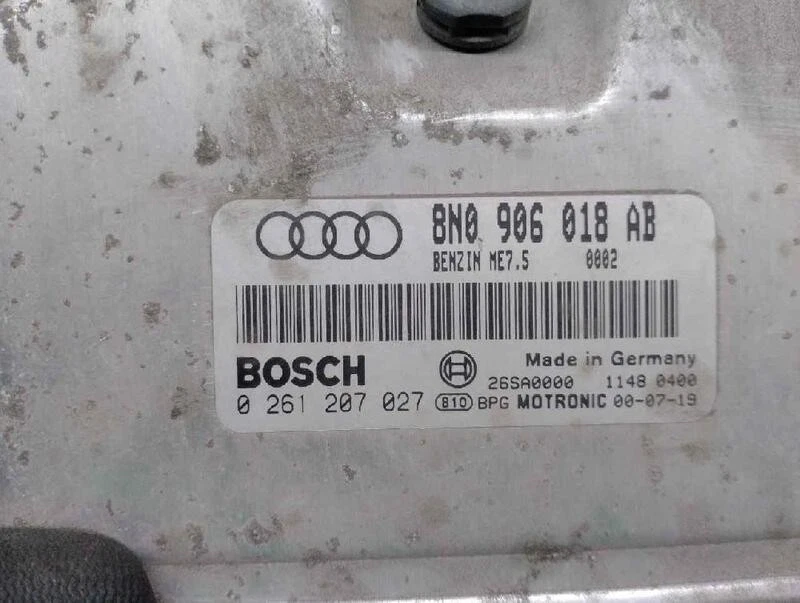 8N0 906 018 AB
BENZIN ME7.5 0002
BOSCH Made in Germany
26SA0000 1148 0400
0 261 207 027 B10 BPG MOTRONIC 00-07-19